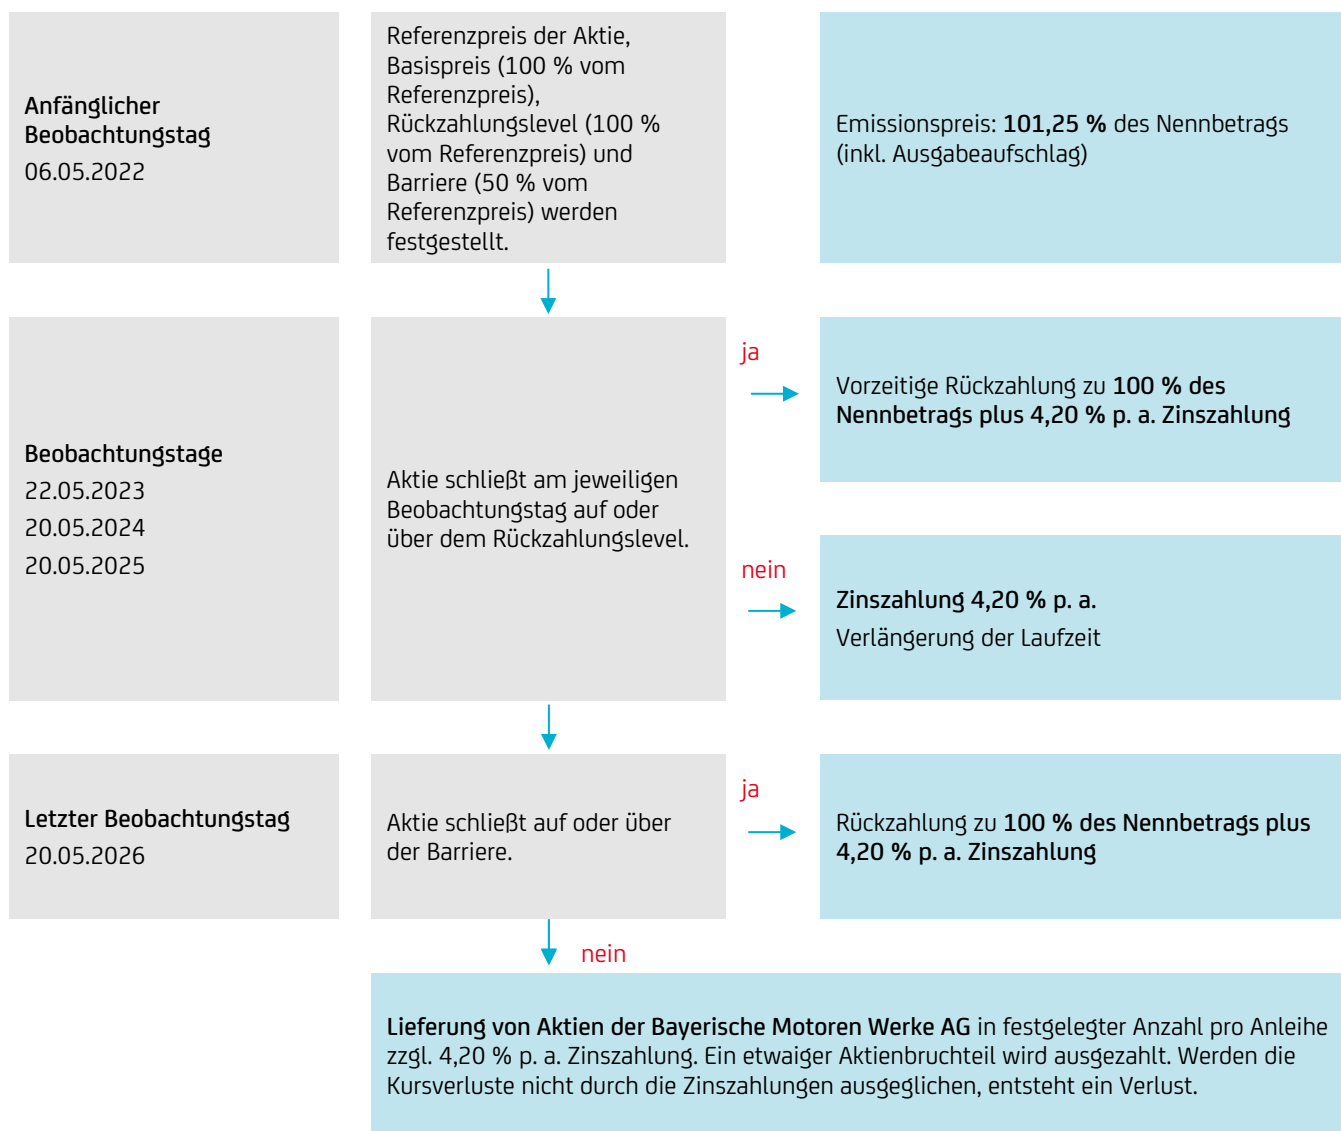 Anfänglicher
Beobachtungstag
06.05.2022
Referenzpreis der Aktie,
Basispreis (100 % vom
Referenzpreis),
Rückzahlungslevel (100 %
vom Referenzpreis) und
Barriere (50 % vom
Referenzpreis) werden
festgestellt.
Emissionspreis: 101,25 % des Nennbetrags
(inkl. Ausgabeaufschlag)
Beobachtungstage
22.05.2023
20.05.2024
20.05.2025
Aktie schließt am jeweiligen
Beobachtungstag auf oder
über dem Rückzahlungslevel.
ja
Vorzeitige Rückzahlung zu 100 % des
Nennbetrags plus 4,20 % p. a. Zinszahlung
nein
Zinszahlung 4,20 % p. a.
Verlängerung der Laufzeit
Letzter Beobachtungstag
20.05.2026
Aktie schließt auf oder über
der Barriere.
ja
Rückzahlung zu 100 % des Nennbetrags plus
4,20 % p. a. Zinszahlung
nein
Lieferung von Aktien der Bayerische Motoren Werke AG in festgelegter Anzahl pro Anleihe
zzgl. 4,20 % p. a. Zinszahlung. Ein etwaiger Aktienbruchteil wird ausgezahlt. Werden die
Kursverluste nicht durch die Zinszahlungen ausgeglichen, entsteht ein Verlust.